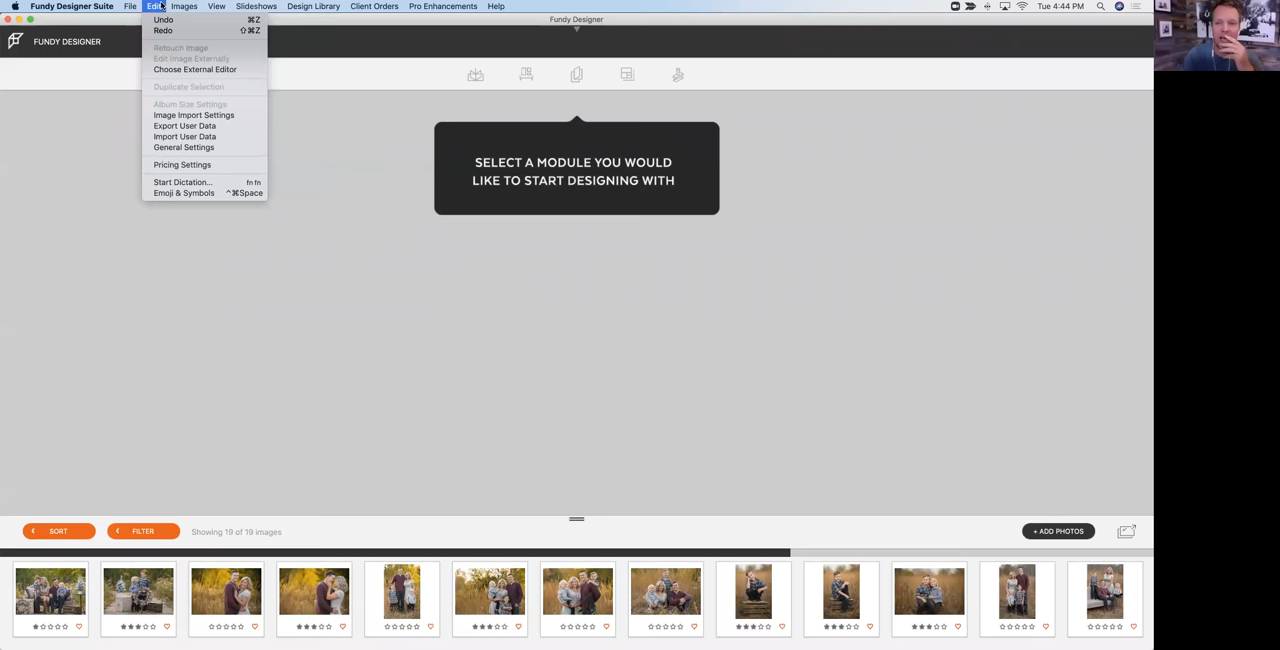 Fundy Designer Suite File Edit Images View Slideshows Design Library Client Orders Pro Enhancements Help Tue 4:44 PM
Fundy Designer
FUNDY DESIGNER
Undo ⌘Z
Redo ⇧⌘Z
Retouch Image
Edit Image Externally
Choose External Editor
Duplicate Selection
Album Size Settings
Image Import Settings
Export User Data
Import User Data
General Settings
Pricing Settings
Start Dictation... fn fn
Emoji & Symbols ^⌘Space
SELECT A MODULE YOU WOULD
LIKE TO START DESIGNING WITH
SORT FILTER Showing 19 of 19 images + ADD PHOTOS